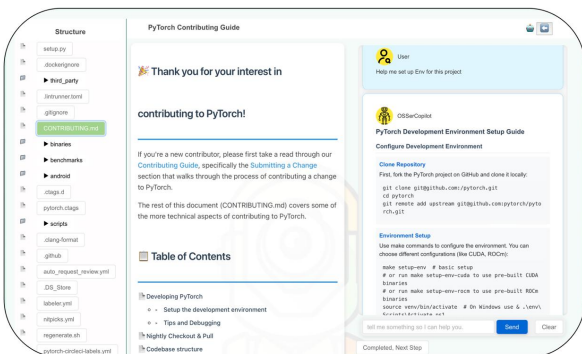 Structure
setup.py
.dockerignore
▶ third_party
.lintrunner.toml
.gitignore
CONTRIBUTING.md
▶ binaries
▶ benchmarks
▶ android
.ctags.d
pytorch.ctags
▶ scripts
.clang-format
.github
auto_request_review.yml
.DS_Store
labeler.yml
nitpicks.yml
regenerate.sh
pytorch-circleci-labels.yml
PyTorch Contributing Guide
🎉 Thank you for your interest in
contributing to PyTorch!
If you're a new contributor, please first take a read through our
Contributing Guide, specifically the Submitting a Change
section that walks through the process of contributing a change
to PyTorch.
The rest of this document (CONTRIBUTING.md) covers some of
the more technical aspects of contributing to PyTorch.
📋 Table of Contents
Developing PyTorch
Setup the development environment
Tips and Debugging
Nightly Checkout & Pull
Codebase structure
User
Help me set up Env for this project
OSSerCopilot
PyTorch Development Environment Setup Guide
Configure Development Environment
Clone Repository
First, fork the PyTorch project on GitHub and clone it locally:
git clone git@github.com:/pytorch.git
cd pytorch
git remote add upstream git@github.com:pytorch/pyto
rch.git
Environment Setup
Use make commands to configure the environment. You can
choose different configurations (like CUDA, ROCm):
make setup-env # basic setup
# or run make setup-env-cuda to use pre-built CUDA
binaries
# or run make setup-env-rocm to use pre-built ROCm
binaries
source venv/bin/activate # On Windows use & .\env\
Scripts\Activate.ps1
tell me something so I can help you.
Send
Clear
Completed, Next Step